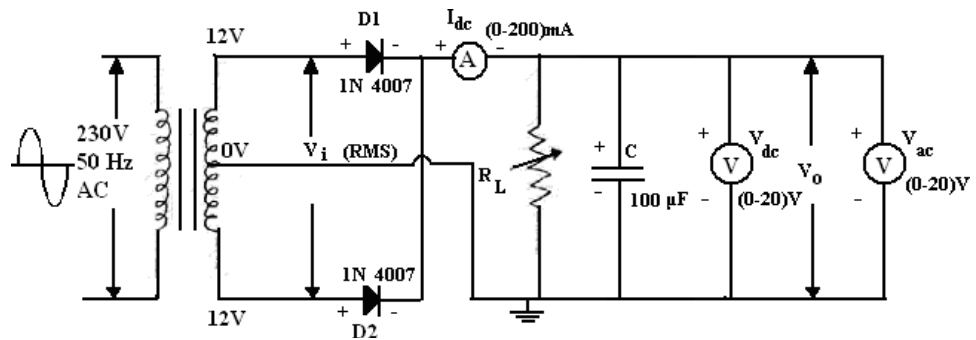 12V
D1
+ -
1N 4007
I dc
+ A -
(0-200)mA
230V
50 Hz
AC
0V
V i (RMS)
R L
+ C
-
100 µF
+ V dc
V
- (0-20)V
V o
+ V ac
V
- (0-20)V
1N 4007
+ -
D2
12V